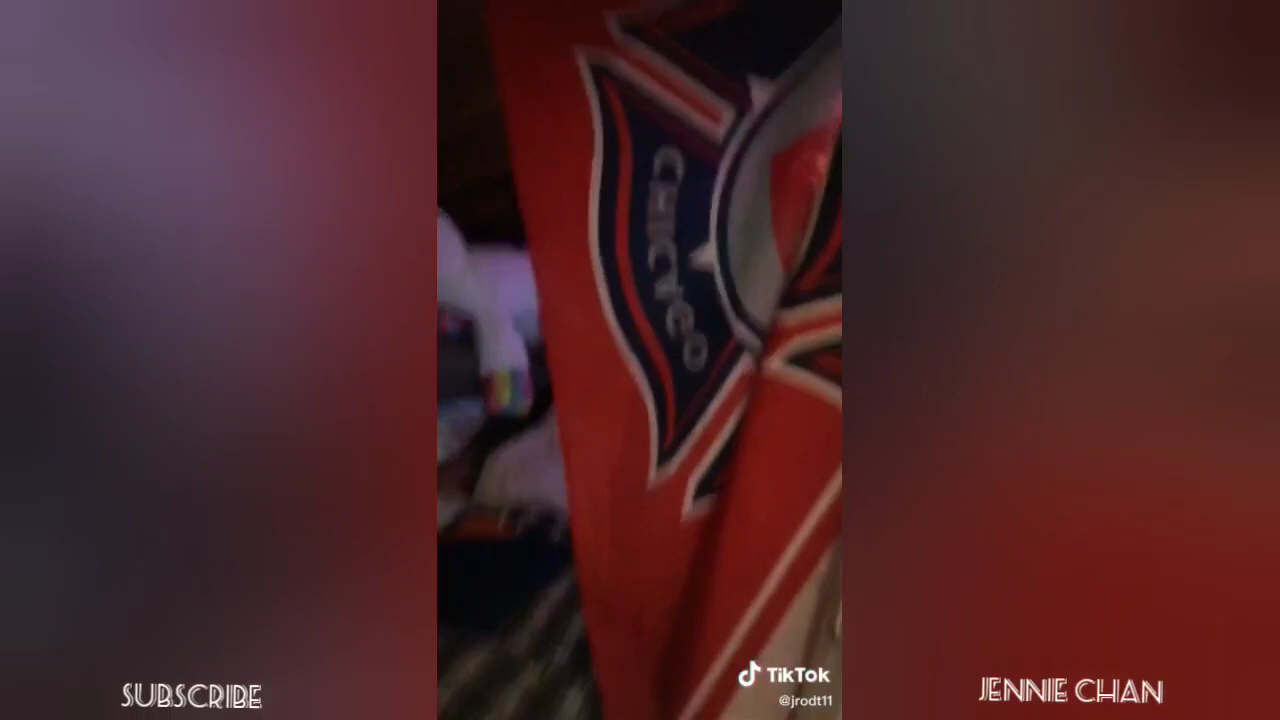 CHICAGO
TikTok
@jrodt11
SUBSCRIBE
JENNIE CHAN